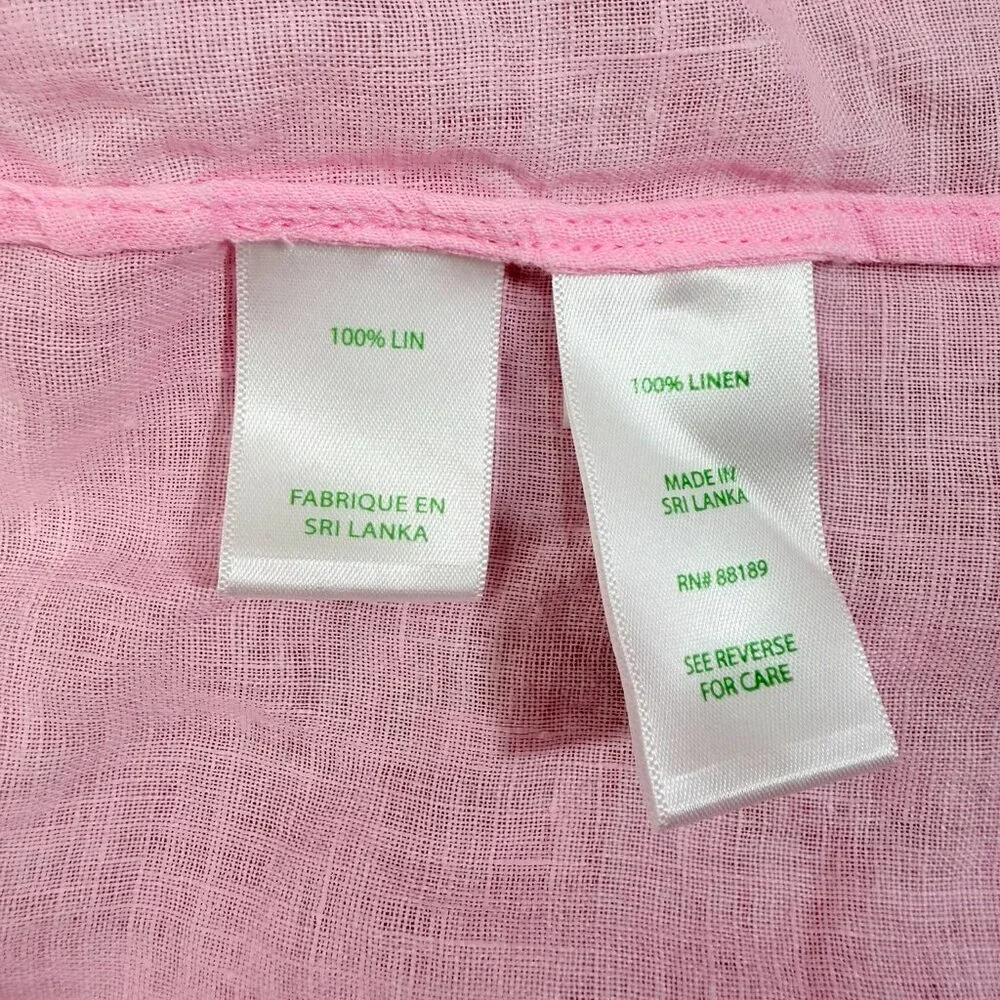 100% LIN
FABRIQUE EN
SRI LANKA
100% LINEN
MADE IN
SRI LANKA
RN# 88189
SEE REVERSE
FOR CARE